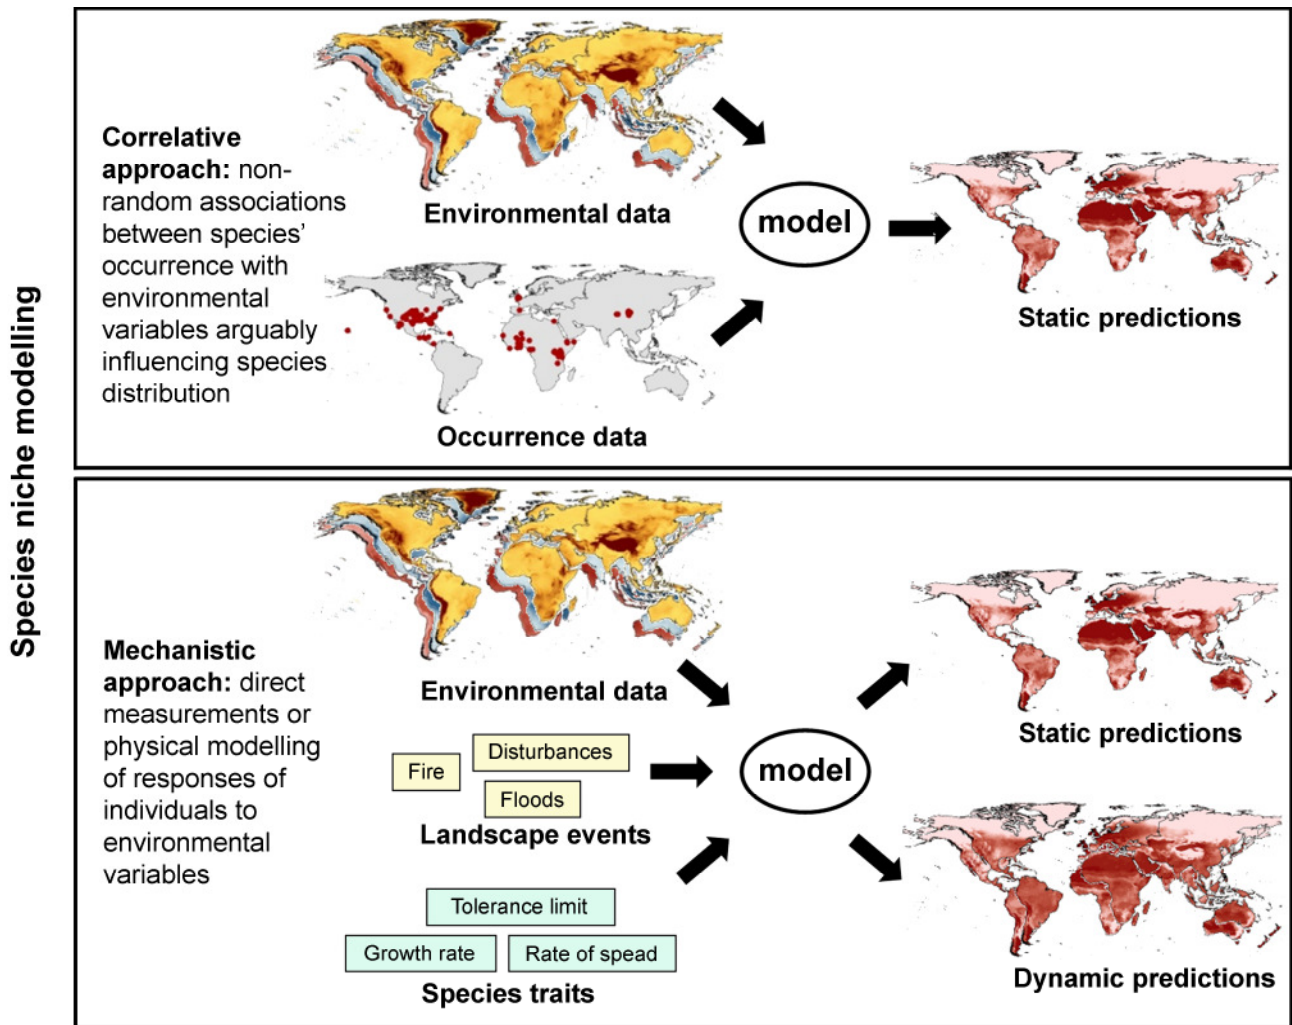 Species niche modelling
Correlative
approach: non-
random associations
between species'
occurrence with
environmental
variables arguably
influencing species
distribution
Environmental data
Occurrence data
model
Static predictions
Mechanistic
approach: direct
measurements or
physical modelling
of responses of
individuals to
environmental
variables
Environmental data
Fire
Disturbances
Floods
Landscape events
Tolerance limit
Growth rate
Rate of spead
Species traits
model
Static predictions
Dynamic predictions